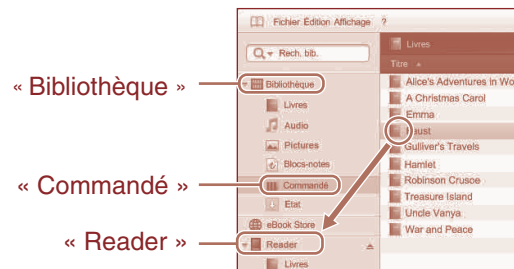 Fichier Édition Affichage ?
Rech. bib.
Livres
Titre
« Bibliothèque »
Bibliothèque
Livres
Audio
Pictures
Blocs-notes
« Commandé »
Commandé
Etat
eBook Store
« Reader »
Reader
Livres
Alice's Adventures in Wo
A Christmas Carol
Emma
Faust
Gulliver's Travels
Hamlet
Robinson Crusoe
Treasure Island
Uncle Vanya
War and Peace